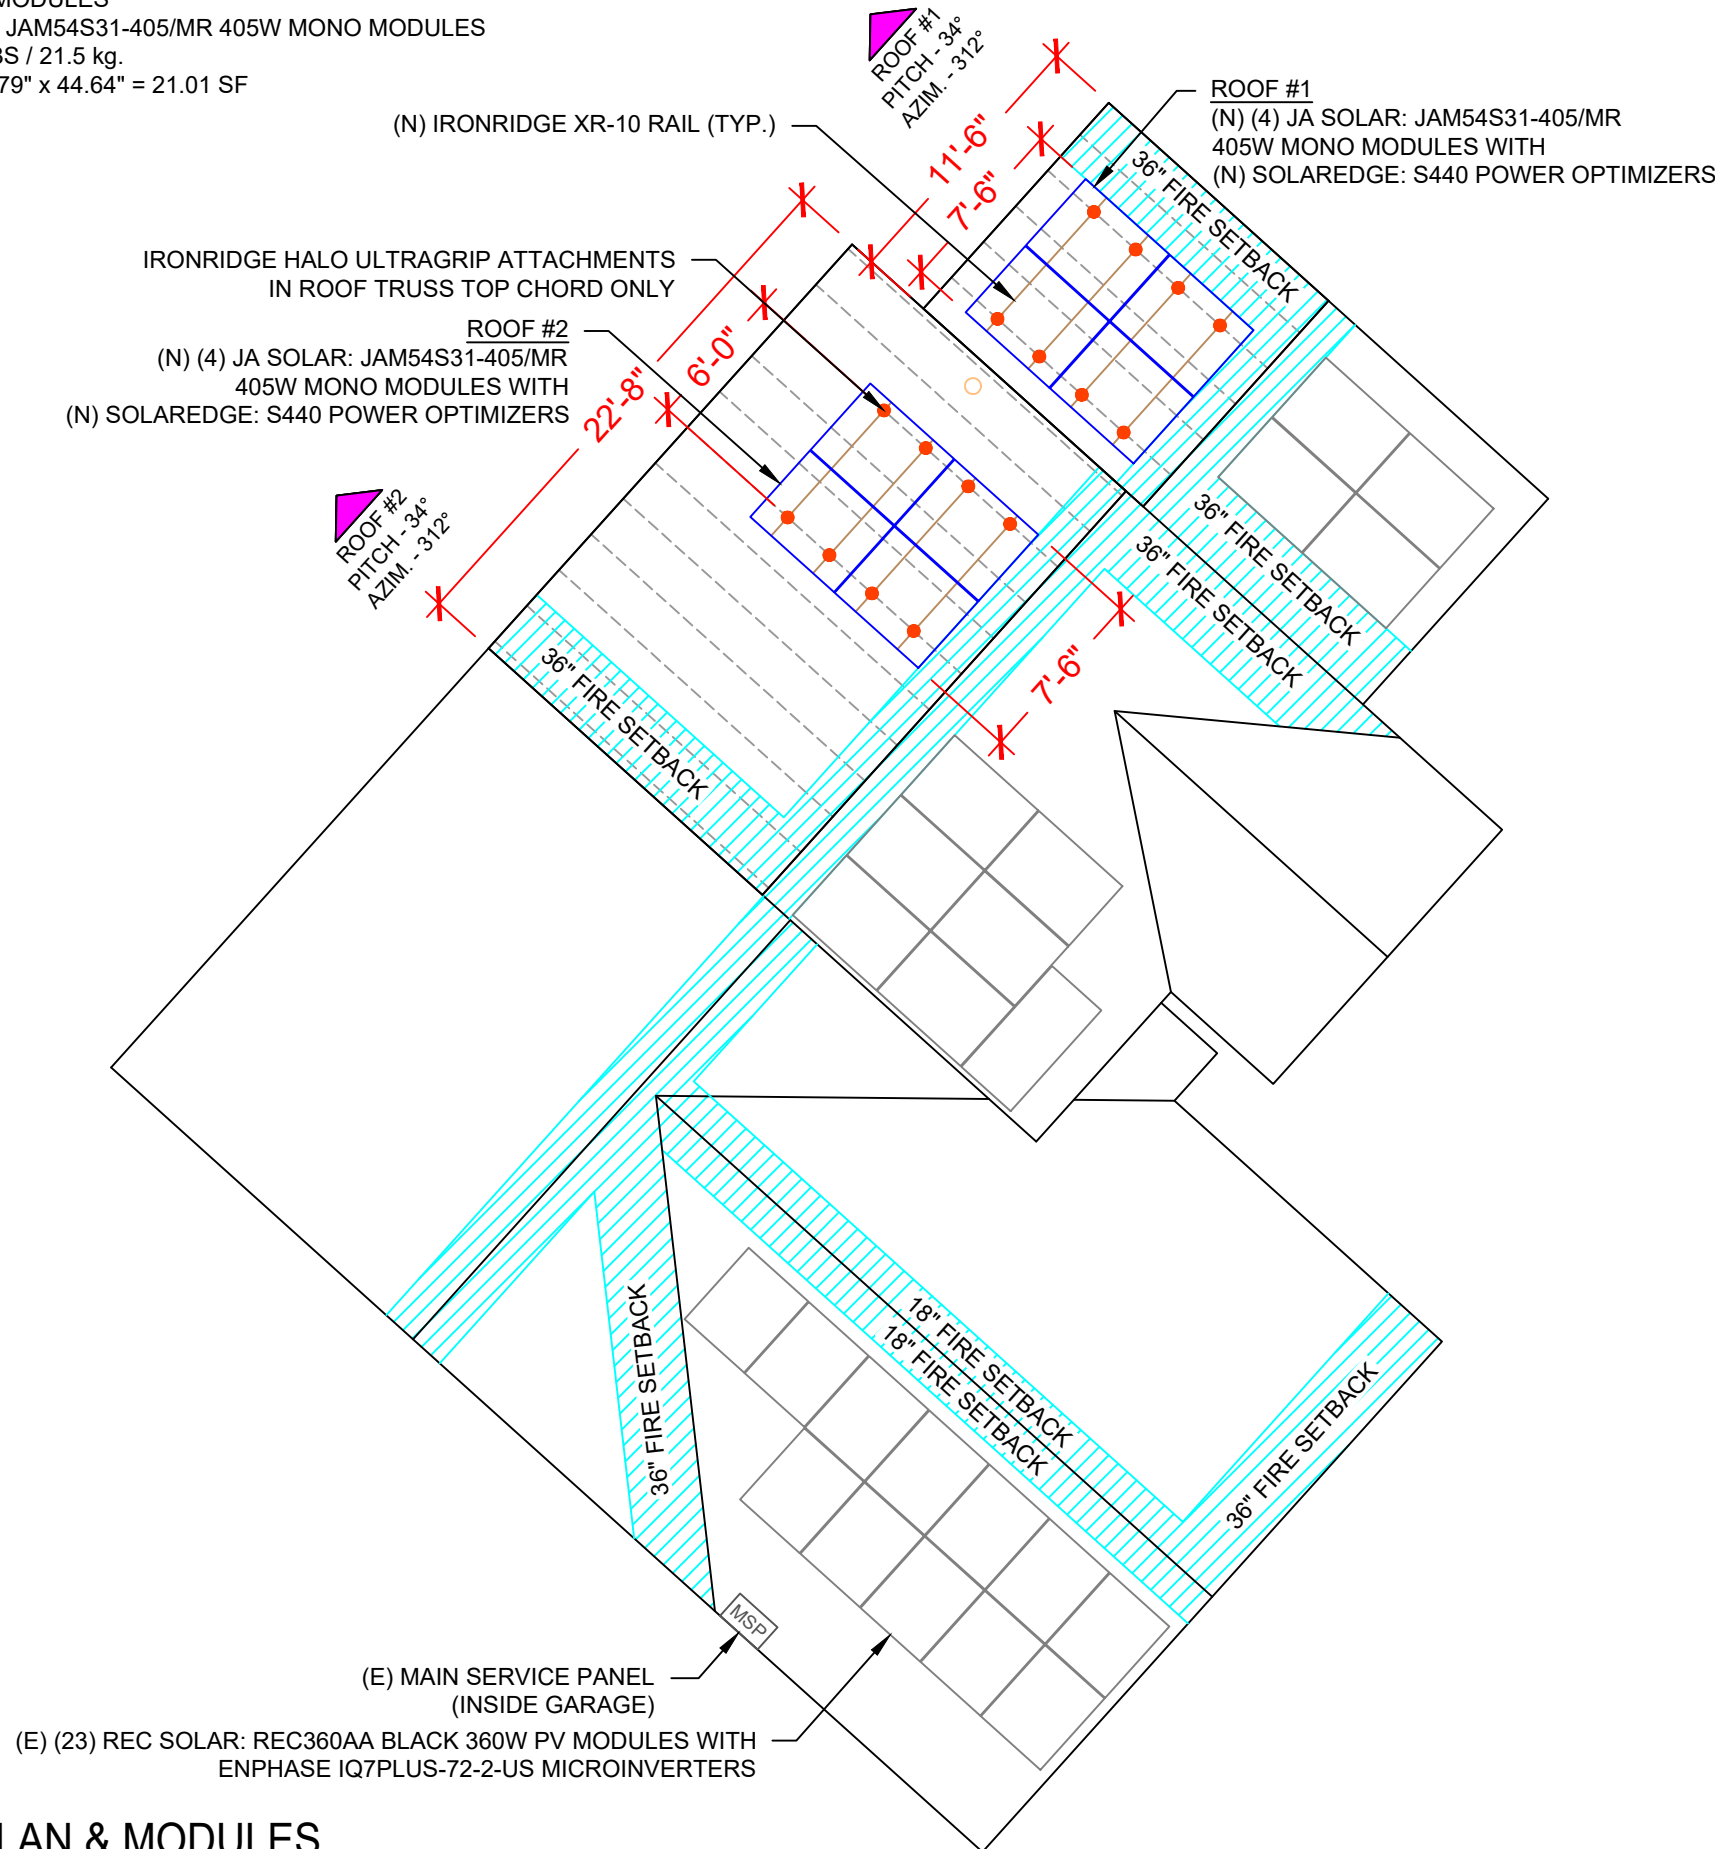 MODULES
JAM54S31-405/MR 405W MONO MODULES
/ 21.5 kg.
79" x 44.64" = 21.01 SF
(N) IRONRIDGE XR-10 RAIL (TYP.)
ROOF #1
PITCH - 34°
AZIM. - 312°
11'-6"
7'-6"
ROOF #1
(N) (4) JA SOLAR: JAM54S31-405/MR
405W MONO MODULES WITH
(N) SOLAREDGE: S440 POWER OPTIMIZERS
36" FIRE SETBACK
IRONRIDGE HALO ULTRAGRIP ATTACHMENTS
IN ROOF TRUSS TOP CHORD ONLY
ROOF #2
(N) (4) JA SOLAR: JAM54S31-405/MR
405W MONO MODULES WITH
(N) SOLAREDGE: S440 POWER OPTIMIZERS
6'-0"
22'-8"
ROOF #2
PITCH - 34°
AZIM. - 312°
36" FIRE SETBACK
36" FIRE SETBACK
36" FIRE SETBACK
7'-6"
18" FIRE SETBACK
18" FIRE SETBACK
36" FIRE SETBACK
36" FIRE SETBACK
MSP
(E) MAIN SERVICE PANEL
(INSIDE GARAGE)
(E) (23) REC SOLAR: REC360AA BLACK 360W PV MODULES WITH
ENPHASE IQ7PLUS-72-2-US MICROINVERTERS
& MODULES